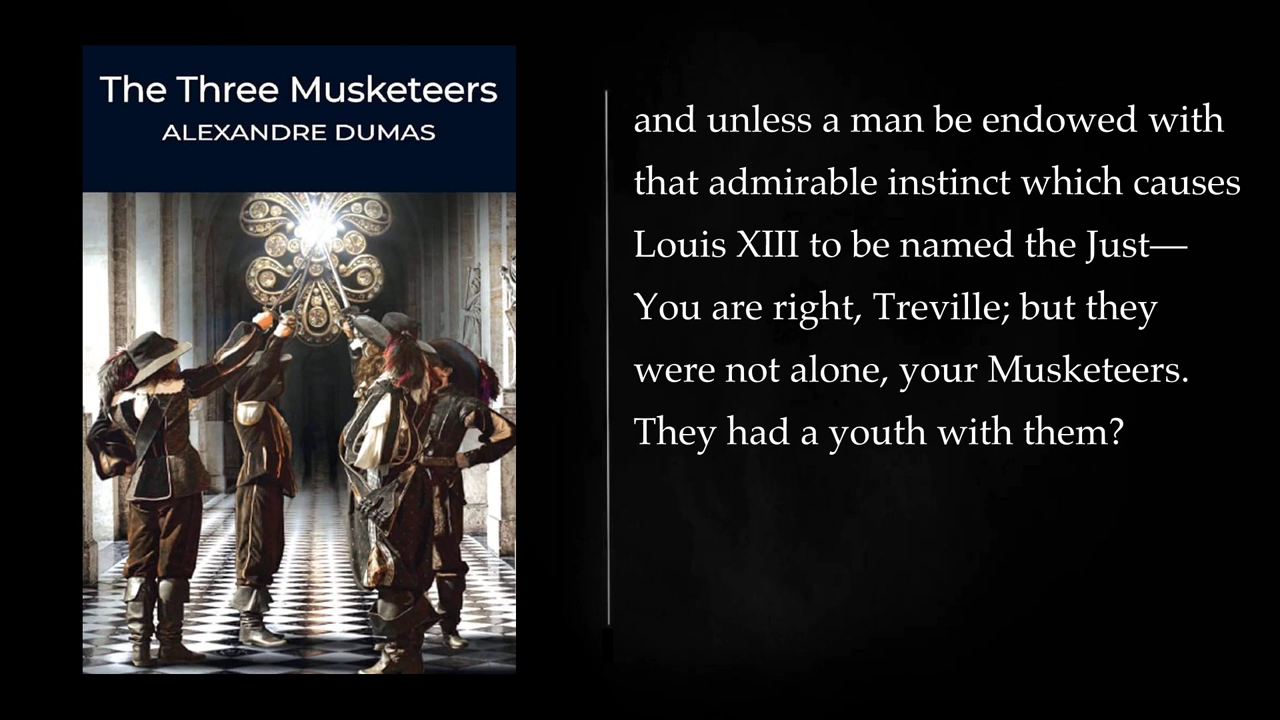 The Three Musketeers
ALEXANDRE DUMAS
and unless a man be endowed with
that admirable instinct which causes
Louis XIII to be named the Just—
You are right, Treville; but they
were not alone, your Musketeers.
They had a youth with them?